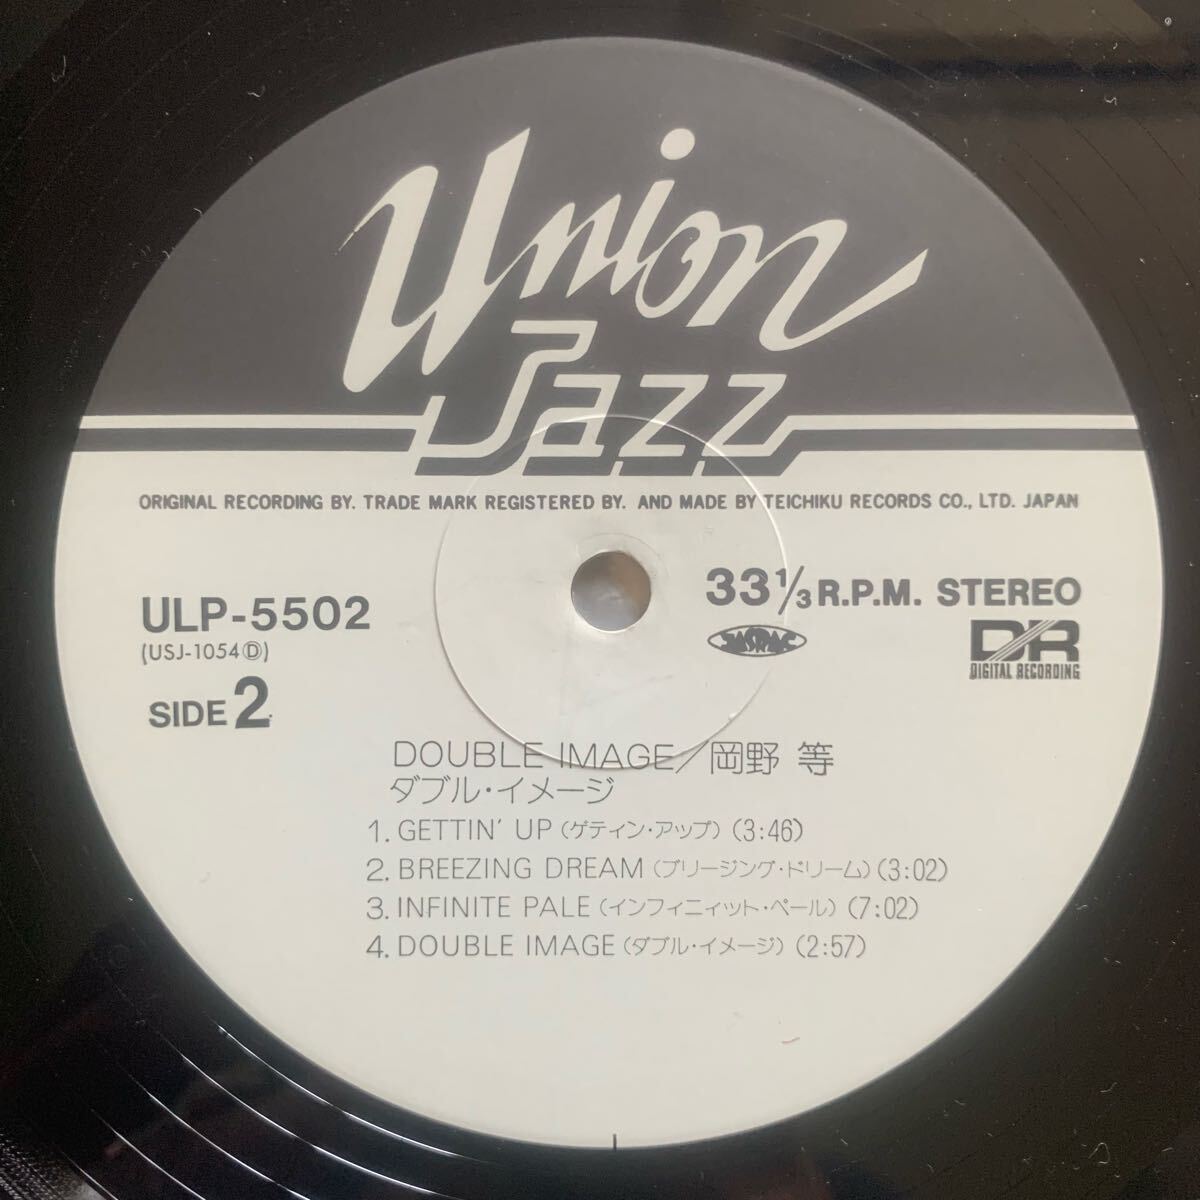 Union
Jazz
ORIGINAL RECORDING BY. TRADE MARK REGISTERED BY. AND MADE BY TEICHIKU RECORDS CO., LTD. JAPAN
ULP-5502
(USJ-1054Ⓓ)
SIDE 2
33 1/3 R.P.M. STEREO
JASRAC
DR
DIGITAL RECORDING
DOUBLE IMAGE/岡野 等
ダブル・イメージ
1. GETTIN' UP (ゲティン・アップ) (3:46)
2. BREEZING DREAM (ブリージング・ドリーム) (3:02)
3. INFINITE PALE (インフィニィット・ペール) (7:02)
4. DOUBLE IMAGE (ダブル・イメージ) (2:57)